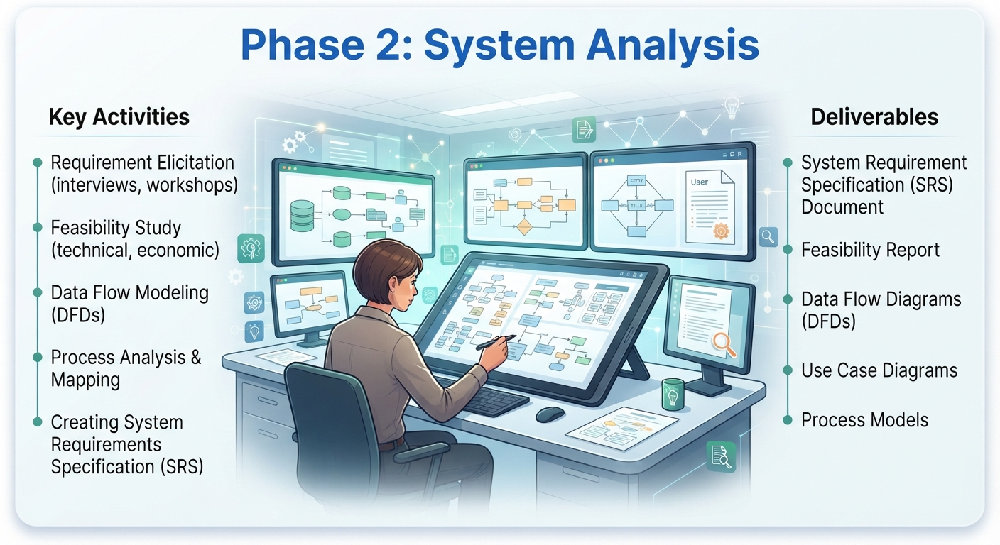 Phase 2: System Analysis
Key Activities
Requirement Elicitation
(interviews, workshops)
Feasibility Study
(technical, economic)
Data Flow Modeling
(DFDs)
Process Analysis &
Mapping
Creating System
Requirements
Specification (SRS)
User
Deliverables
System Requirement
Specification (SRS)
Document
Feasibility Report
Data Flow Diagrams
(DFDs)
Use Case Diagrams
Process Models